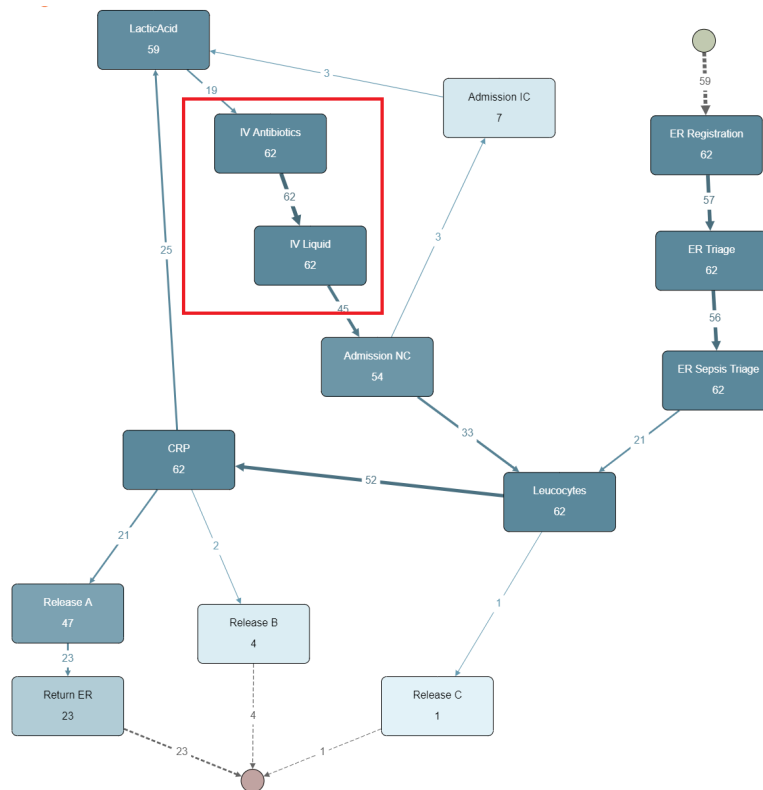 LacticAcid
59
59
3
19
Admission IC
7
IV Antibiotics
62
ER Registration
62
62
57
IV Liquid
62
3
ER Triage
62
25
45
56
Admission NC
54
ER Sepsis Triage
62
33
21
CRP
62
52
Leucocytes
62
21
2
1
Release A
47
Release B
4
23
Return ER
23
Release C
1
4
23
1